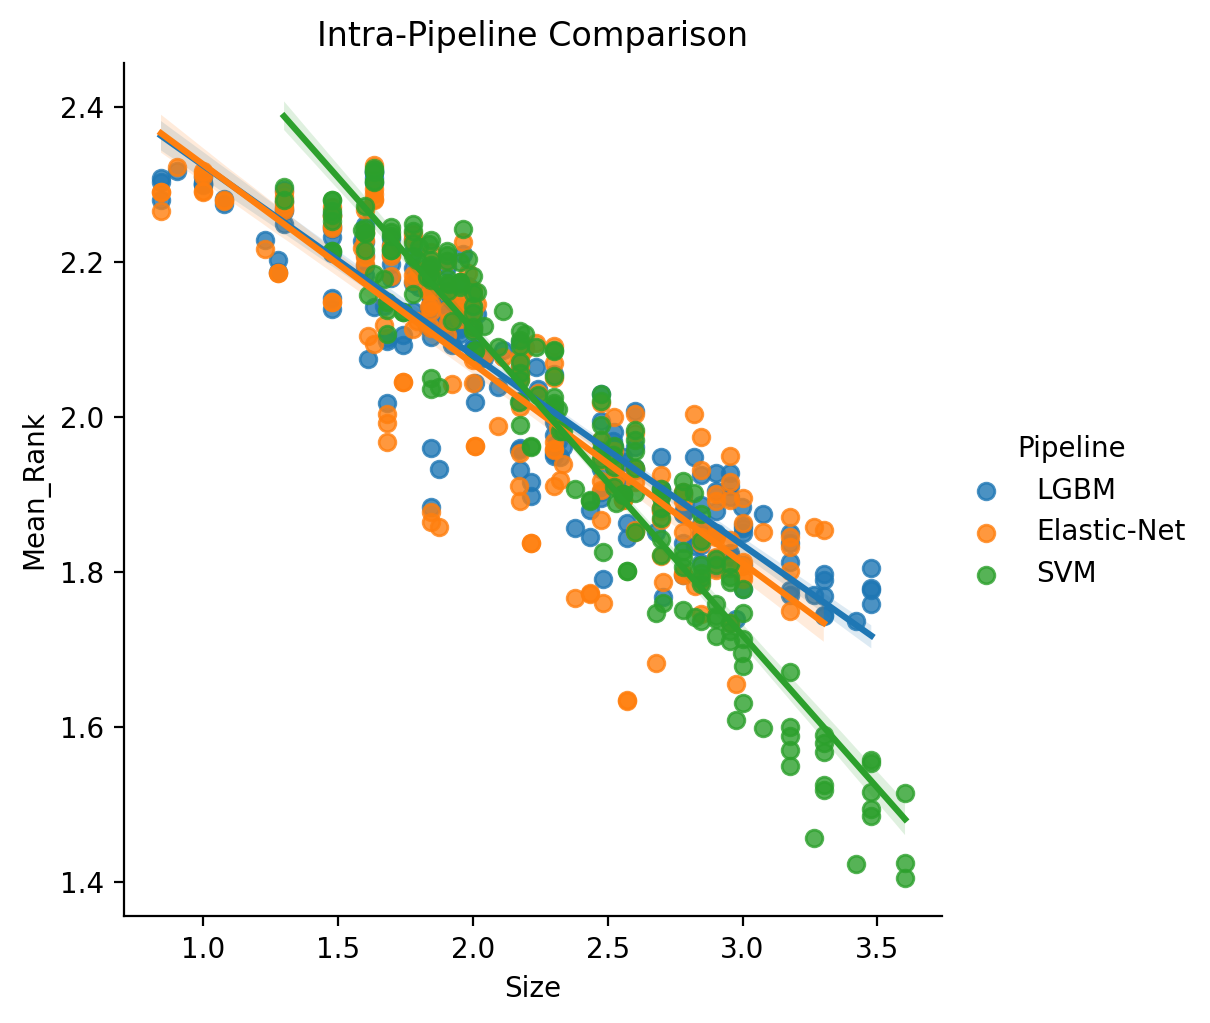 Intra-Pipeline Comparison
Mean_Rank
2.4
2.2
2.0
1.8
1.6
1.4
1.0
1.5
2.0
2.5
3.0
3.5
Size
Pipeline
LGBM
Elastic-Net
SVM